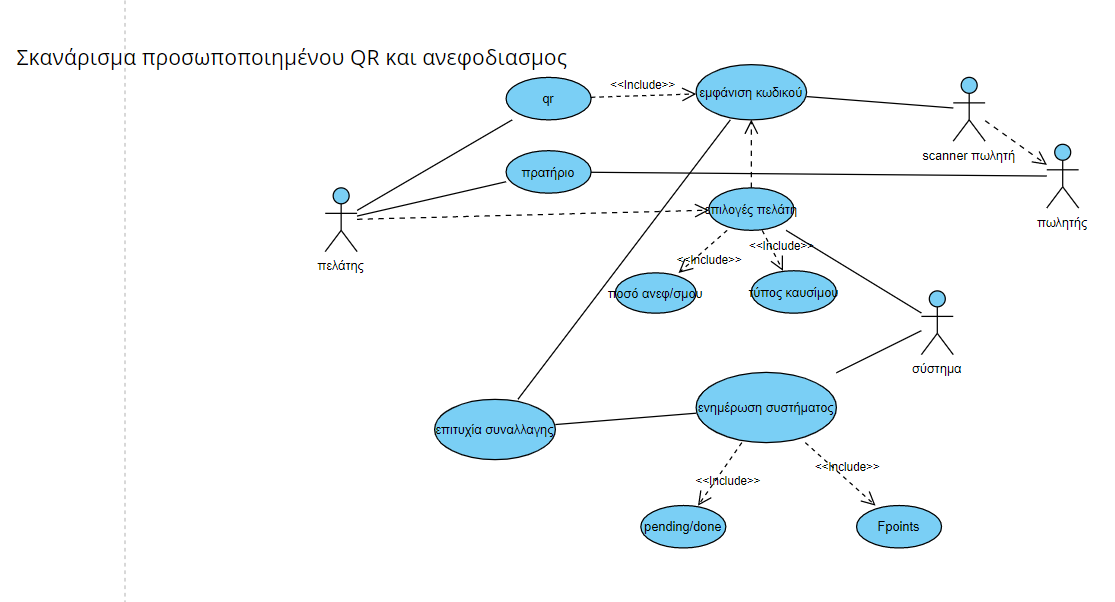 Σκανάρισμα προσωποποιημένου QR και ανεφοδιασμος
<<Include>>
qr
εμφάνιση κωδικού
scanner πωλητή
πρατήριο
επιλογές πελάτη
πωλητής
πελάτης
<<Include>>
<<Include>>
ποσό ανεφ/σμου
τύπος καυσίμου
σύστημα
ενημέρωση συστήματος
επιτυχία συναλλαγης
<<Include>>
<<Include>>
pending/done
Fpoints